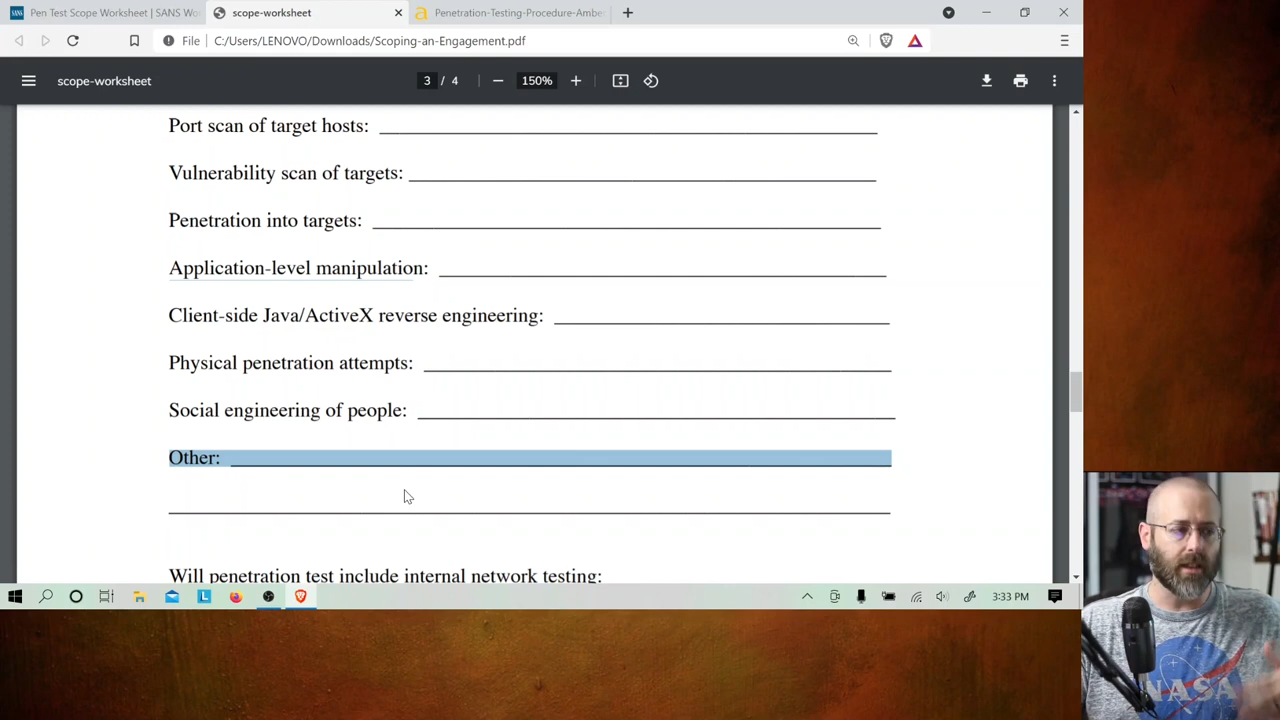 Pen Test Scope Worksheet | SANS Wo
scope-worksheet
Penetration-Testing-Procedure-Ambe
File
C:/Users/LENOVO/Downloads/Scoping-an-Engagement.pdf
scope-worksheet
3 / 4
150%
Port scan of target hosts:
Vulnerability scan of targets:
Penetration into targets:
Application-level manipulation:
Client-side Java/ActiveX reverse engineering:
Physical penetration attempts:
Social engineering of people:
Other:
Will penetration test include internal network testing:
3:33 PM
NASA